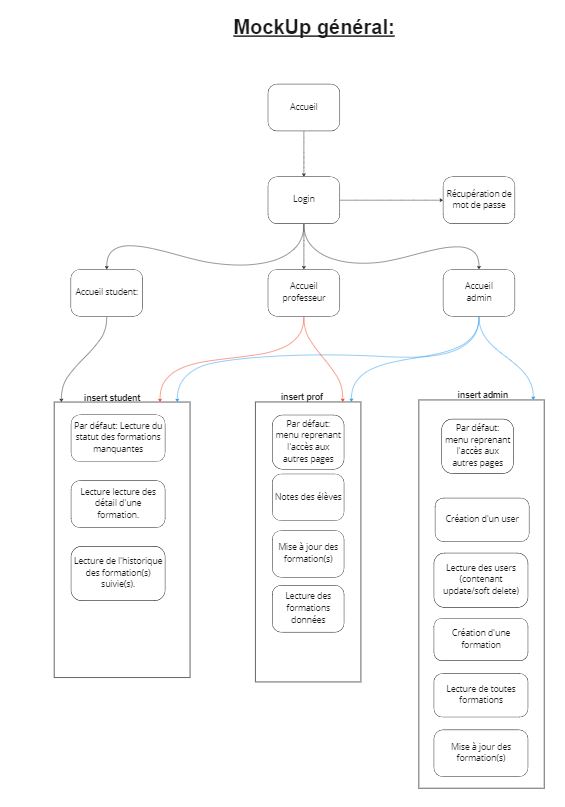 MockUp général:
Accueil
Login
Récupération de
mot de passe
Accueil student:
Accueil
professeur
Accueil
admin
insert student
Par défaut: Lecture du
statut des formations
manquantes
Lecture lecture des
détail d'une
formation.
Lecture de l'historique
des formation(s)
suivie(s).
insert prof
Par défaut:
menu reprenant
l'accès aux
autres pages
Notes des élèves
Mise à jour des
formation(s)
Lecture des
formations
données
insert admin
Par défaut:
menu reprenant
l'accès aux
autres pages
Création d'un user
Lecture des users
(contenant
update/soft delete)
Création d'une
formation
Lecture de toutes
formations
Mise à jour des
formation(s)